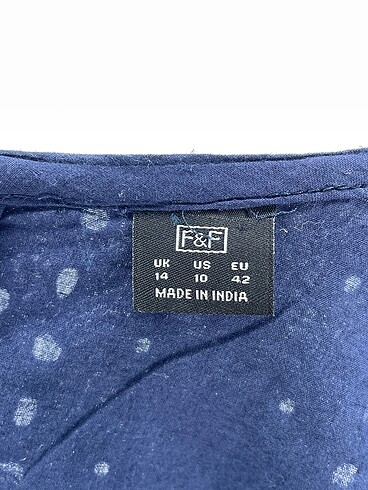 F&F
UK US EU
14 10 42
MADE IN INDIA